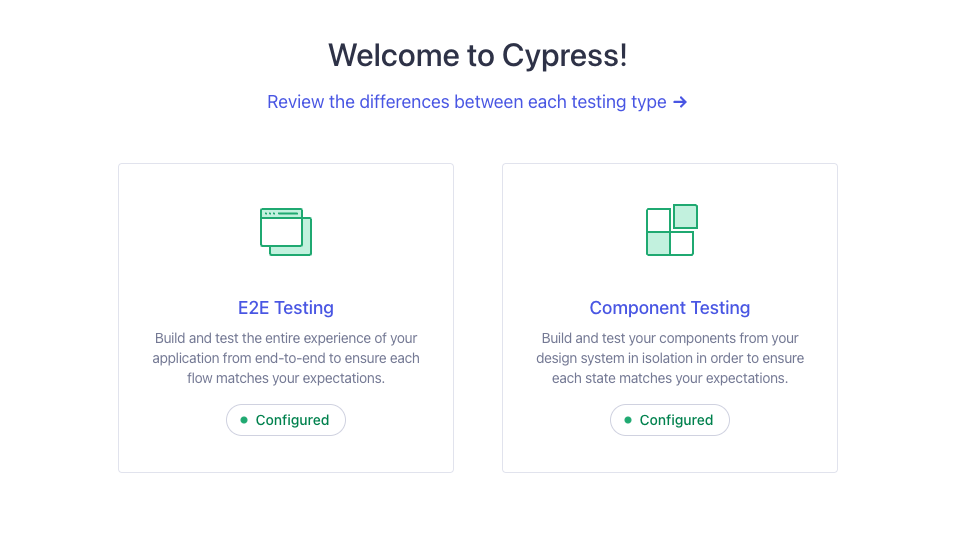 Welcome to Cypress!
Review the differences between each testing type →
E2E Testing
Build and test the entire experience of your
application from end-to-end to ensure each
flow matches your expectations.
Configured
Component Testing
Build and test your components from your
design system in isolation in order to ensure
each state matches your expectations.
Configured